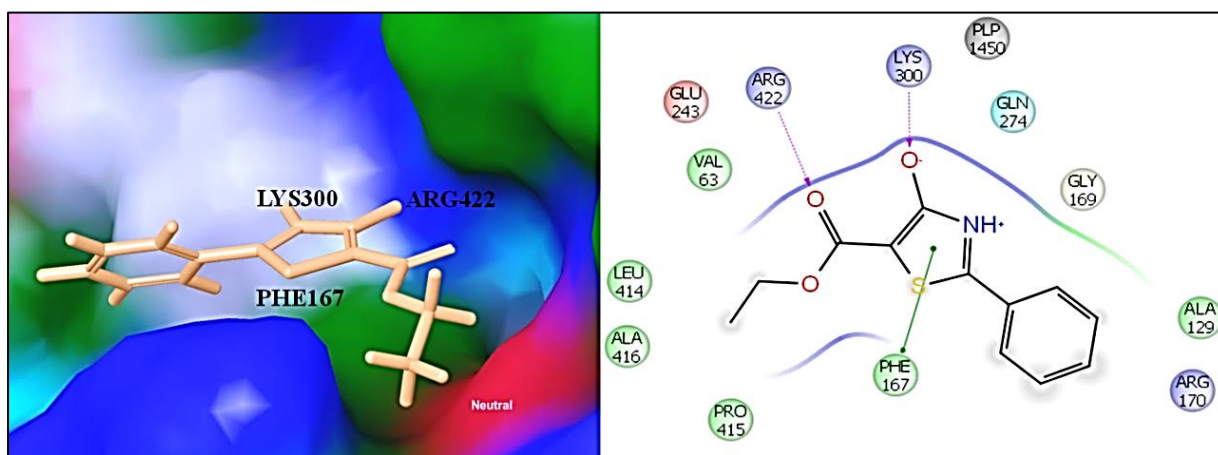 LYS300
ARG422
PHE167
Neutral
PLP
1450
LYS
300
ARG
422
GLU
243
GLN
274
VAL
63
GLY
169
O-
O
NH+
O
S
LEU
414
ALA
416
ALA
129
PHE
167
ARG
170
PRO
415